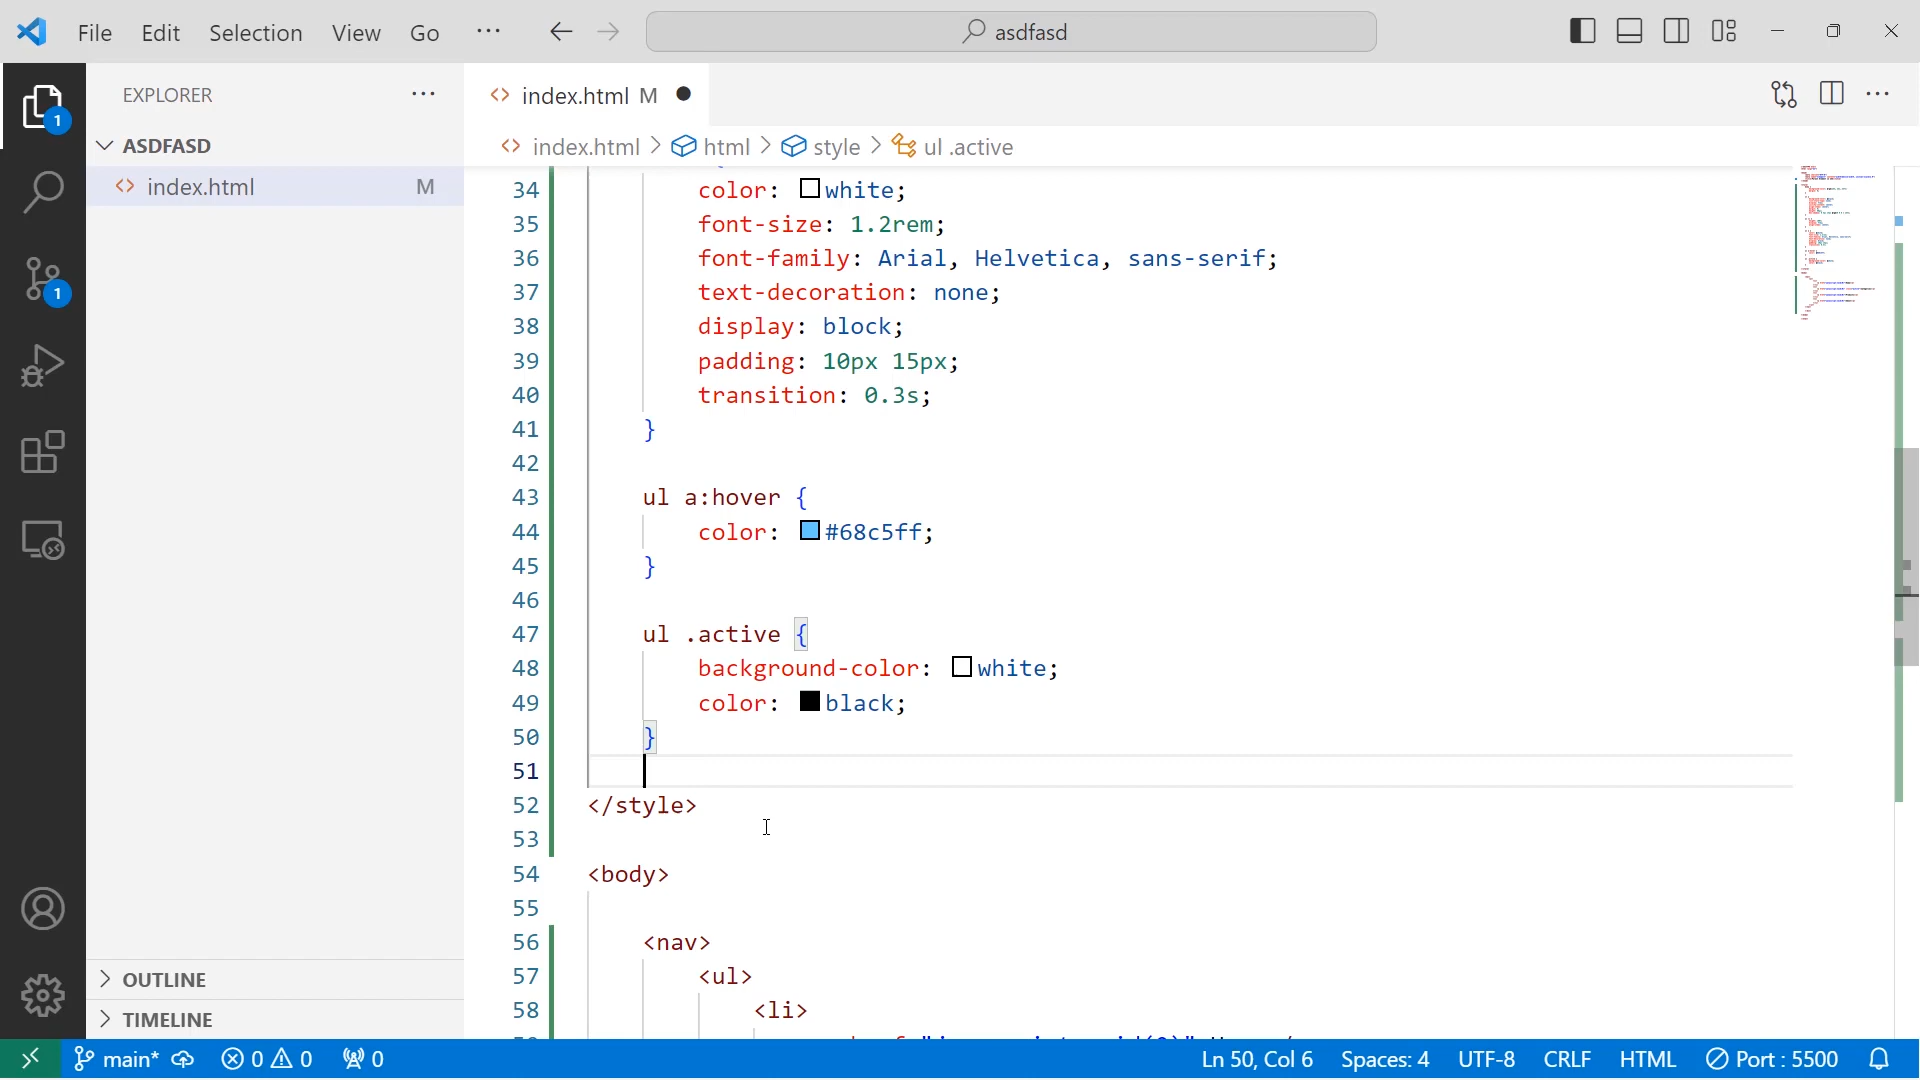 File Edit Selection View Go ··· asdfasd
EXPLORER ···
ASDFASD
index.html M
OUTLINE
TIMELINE
index.html M
index.html > html > style > ul .active
34 color: white;
35 font-size: 1.2rem;
36 font-family: Arial, Helvetica, sans-serif;
37 text-decoration: none;
38 display: block;
39 padding: 10px 15px;
40 transition: 0.3s;
41 }
42
43 ul a:hover {
44 color: #68c5ff;
45 }
46
47 ul .active {
48 background-color: white;
49 color: black;
50 }
51
52 </style>
53
54 <body>
55
56 <nav>
57 <ul>
58 <li>
1
1
main* 0 0 0 Ln 50, Col 6 Spaces: 4 UTF-8 CRLF HTML Port : 5500